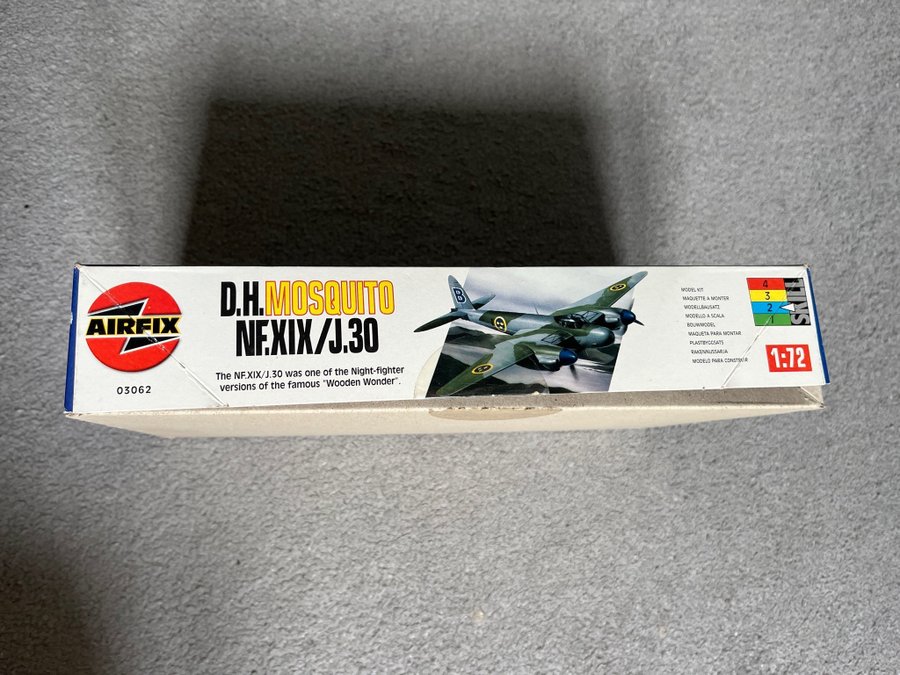 AIRFIX
03062
D.H.MOSQUITO
NF.XIX/J.30
The NF.XIX/J.30 was one of the Night-fighter
versions of the famous "Wooden Wonder".
B
MODEL KIT
MAQUETTE A MONTER
MODELLBAUSATZ
MODELLO A SCALA
BOUWMODEL
MAQUETA PARA MONTAR
PLASTBYGGSATS
RAKENNUSSARJA
MODELO PARA CONSTRUIR
4
3
2
1
SKILL
1:72